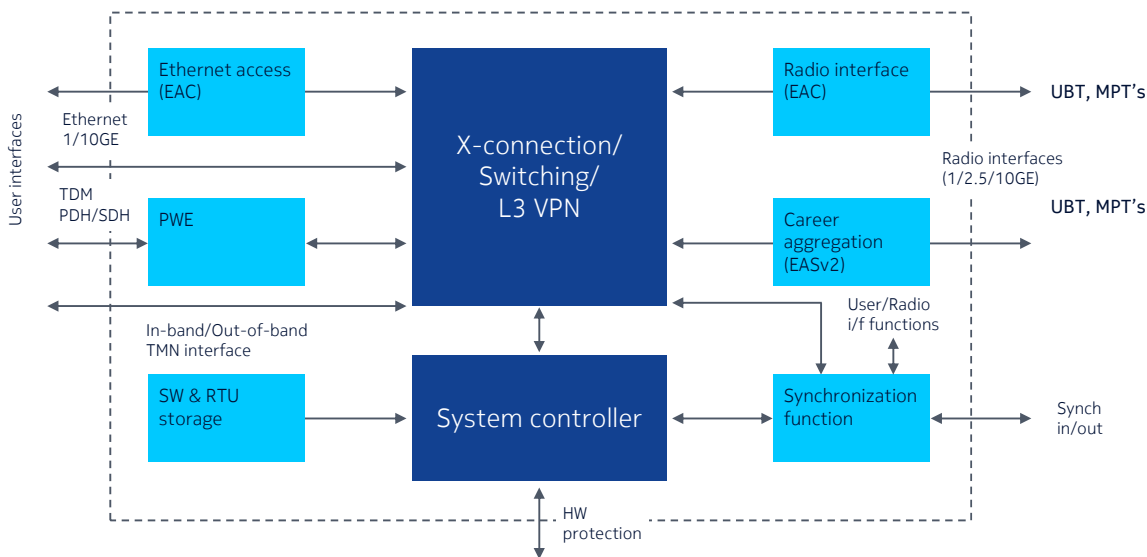 Ethernet access
(EAC)
Radio interface
(EAC)
UBT, MPT's
Ethernet
1/10GE
User interfaces
X-connection/
Switching/
L3 VPN
Radio interfaces
(1/2.5/10GE)
TDM
PDH/SDH
PWE
Career
aggregation
(EASv2)
UBT, MPT's
In-band/Out-of-band
TMN interface
User/Radio
i/f functions
SW & RTU
storage
System controller
Synchronization
function
Synch
in/out
HW
protection